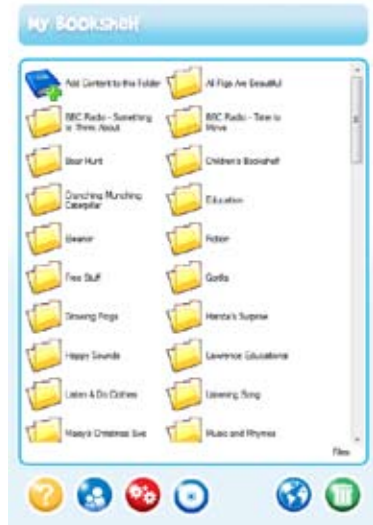 My Bookshelf
Add Content to this Folder
All Pigs Are Beautiful
BBC Radio - Something
to Think About
BBC Radio - Time to
Move
Bear Hunt
Children's Bookshelf
Crunching Munching
Caterpillar
Education
Eleanor
Fiction
Free Stuff
Gorilla
Growing Frogs
Handa's Surprise
Happy Sounds
Lawrence Educational
Listen & Do Clothes
Listening Song
Maisy's Christmas Eve
Music and Rhymes
Files